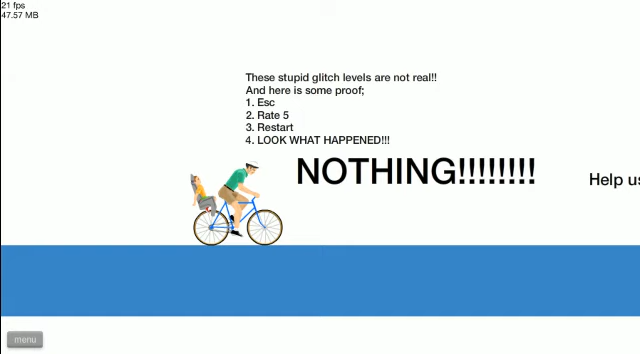 21 fps
47.57 MB
These stupid glitch levels are not real!!
And here is some proof;
1. Esc
2. Rate 5
3. Restart
4. LOOK WHAT HAPPENED!!!
NOTHING!!!!!!!!
Help us
menu